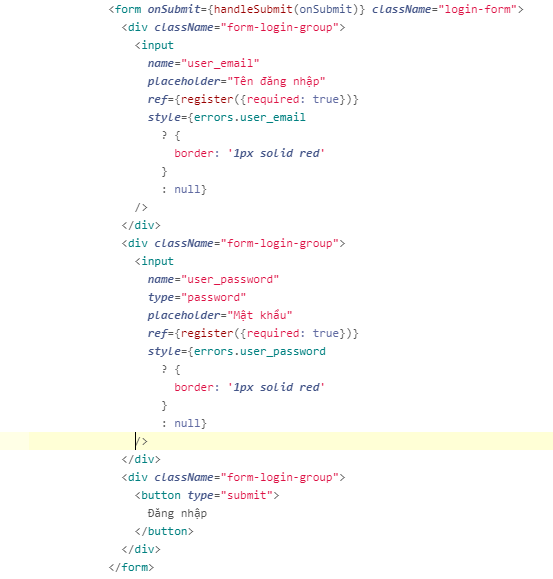 <form onSubmit={handleSubmit(onSubmit)} className="login-form">
<div className="form-login-group">
<input
name="user_email"
placeholder="Tên đăng nhập"
ref={register({required: true})}
style={errors.user_email
? {
border: '1px solid red'
}
: null}
/>
</div>
<div className="form-login-group">
<input
name="user_password"
type="password"
placeholder="Mật khẩu"
ref={register({required: true})}
style={errors.user_password
? {
border: '1px solid red'
}
: null}
/>
</div>
<div className="form-login-group">
<button type="submit">
Đăng nhập
</button>
</div>
</form>